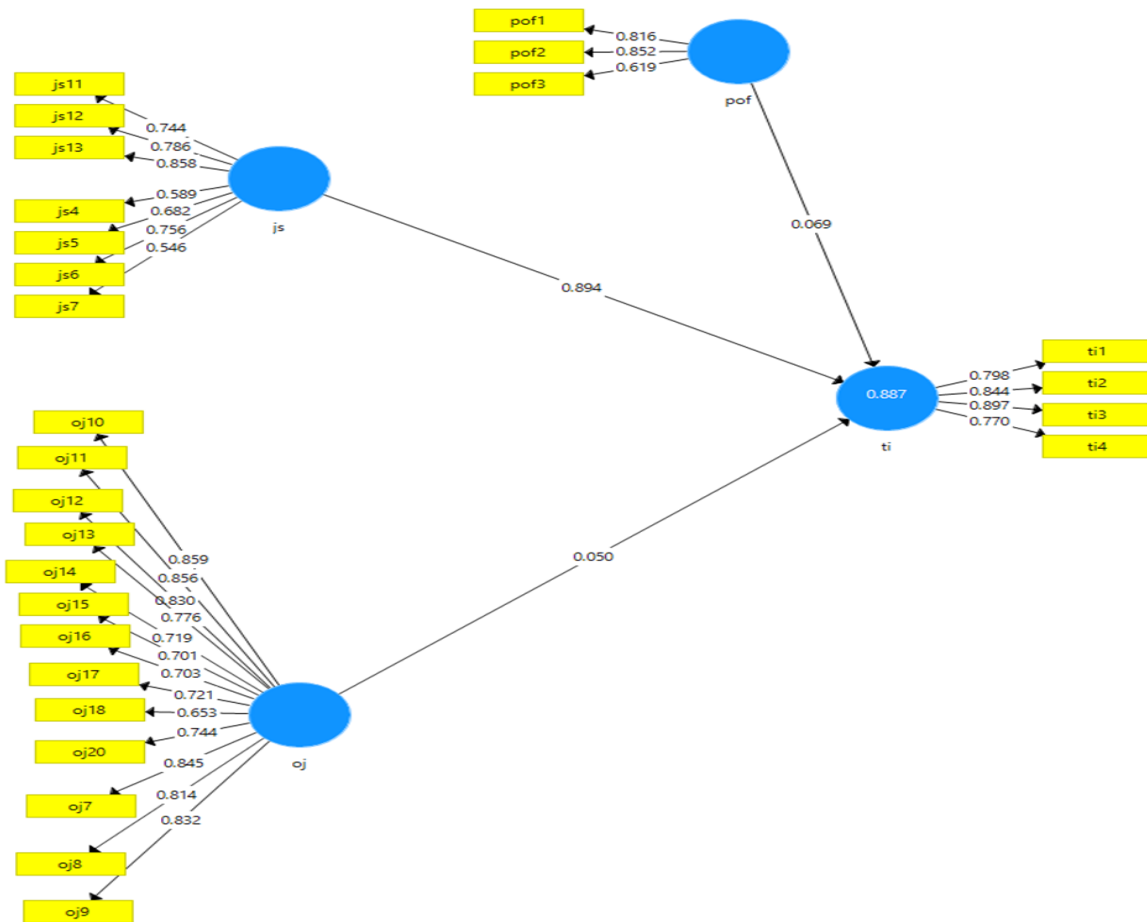 pof1
0.816
pof2
0.852
pof3
0.619
pof
js11
0.744
js12
0.786
js13
0.858
js4
0.589
js5
0.682
js6
0.756
js7
0.546
js
0.069
0.894
ti1
0.798
ti2
0.844
ti3
0.897
ti4
0.770
0.887
ti
oj10
oj11
oj12
oj13
oj14
oj15
oj16
oj17
oj18
oj20
oj7
oj8
oj9
0.859
0.856
0.830
0.776
0.719
0.701
0.703
0.721
0.653
0.744
0.845
0.814
0.832
oj
0.050